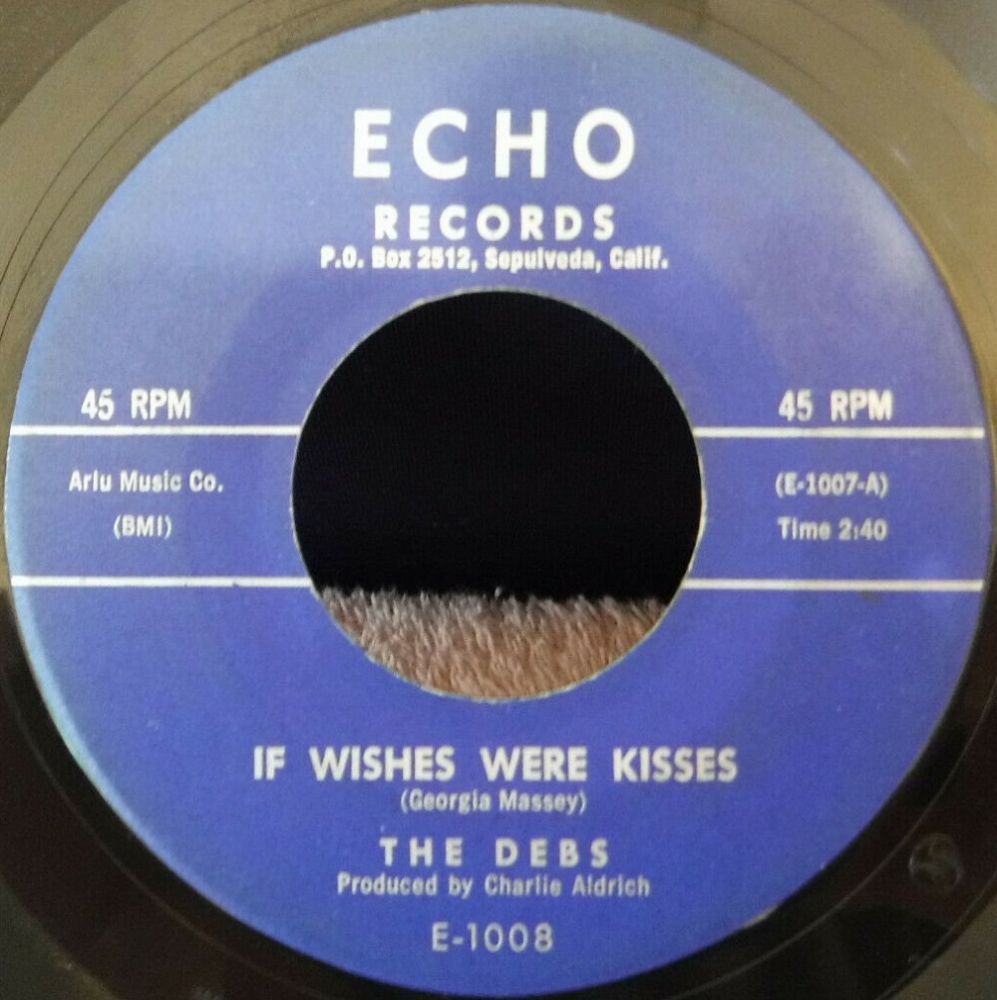 ECHO
RECORDS
P.O. Box 2512, Sepulveda, Calif.
45 RPM
45 RPM
Arlu Music Co.
(BMI)
(E-1007-A)
Time 2:40
IF WISHES WERE KISSES
(Georgia Massey)
THE DEBS
Produced by Charlie Aldrich
E-1008